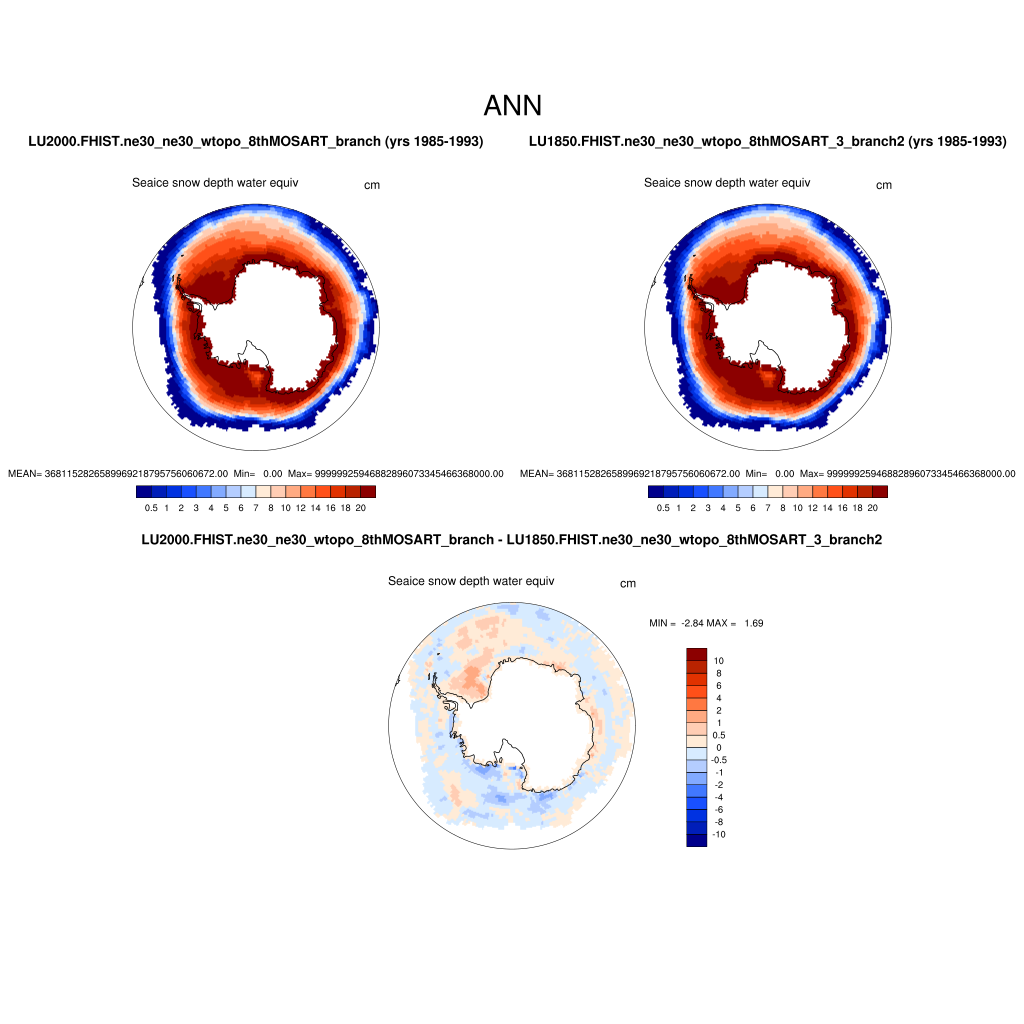 ANN
LU2000.FHIST.ne30_ne30_wtopo_8thMOSART_branch (yrs 1985-1993)
LU1850.FHIST.ne30_ne30_wtopo_8thMOSART_3_branch2 (yrs 1985-1993)
Seaice snow depth water equiv cm
Seaice snow depth water equiv cm
MEAN= 368115282658996921879575606067​2.00 Min= 0.00 Max= 999999259468828960733454663680​00.00
MEAN= 368115282658996921879575606067​2.00 Min= 0.00 Max= 999999259468828960733454663680​00.00
0.5 1 2 3 4 5 6 7 8 10 12 14 16 18 20
0.5 1 2 3 4 5 6 7 8 10 12 14 16 18 20
LU2000.FHIST.ne30_ne30_wtopo_8thMOSART_branch - LU1850.FHIST.ne30_ne30_wtopo_8thMOSART_3_branch2
Seaice snow depth water equiv cm
MIN = -2.84 MAX = 1.69
10
8
6
4
2
1
0.5
0
-0.5
-1
-2
-4
-6
-8
-10